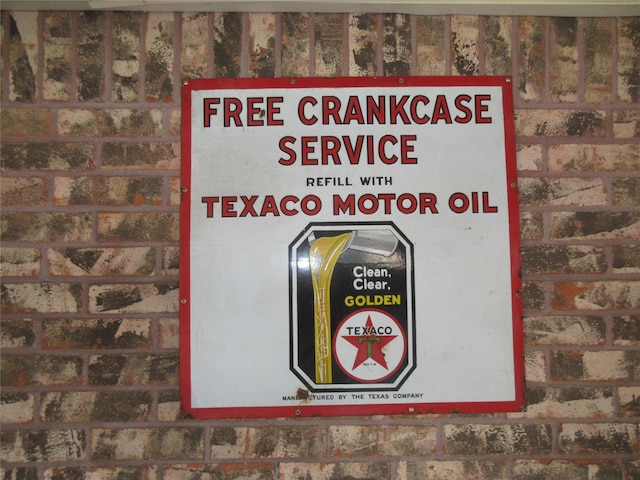 FREE CRANKCASE
SERVICE
REFILL WITH
TEXACO MOTOR OIL
Clean,
Clear,
GOLDEN
TEXACO
T
MANUFACTURED BY THE TEXAS COMPANY